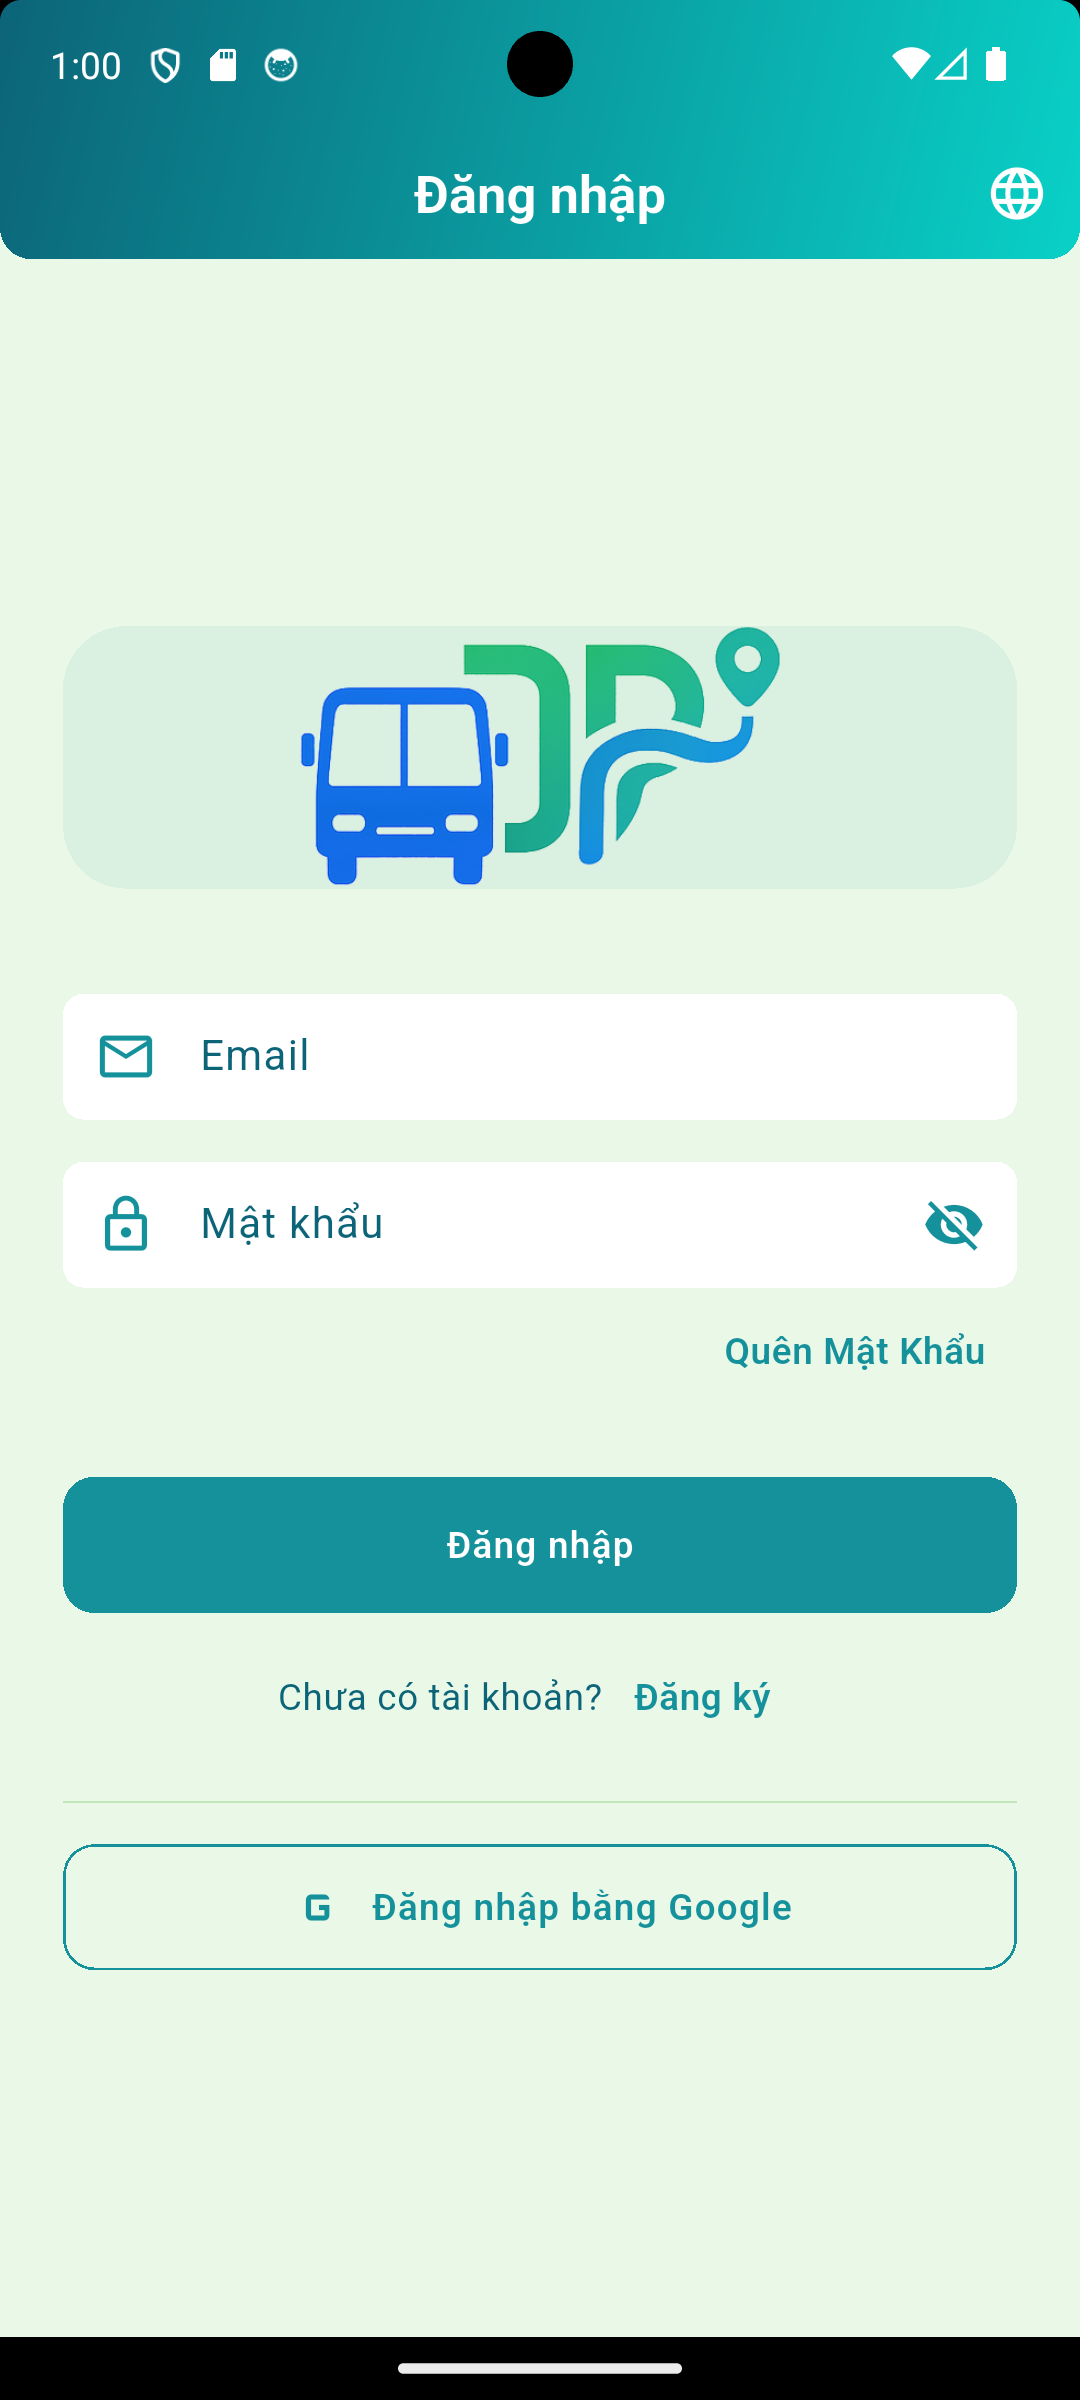 1:00
Đăng nhập
Email
Mật khẩu
Quên Mật Khẩu
Đăng nhập
Chưa có tài khoản? Đăng ký
G Đăng nhập bằng Google